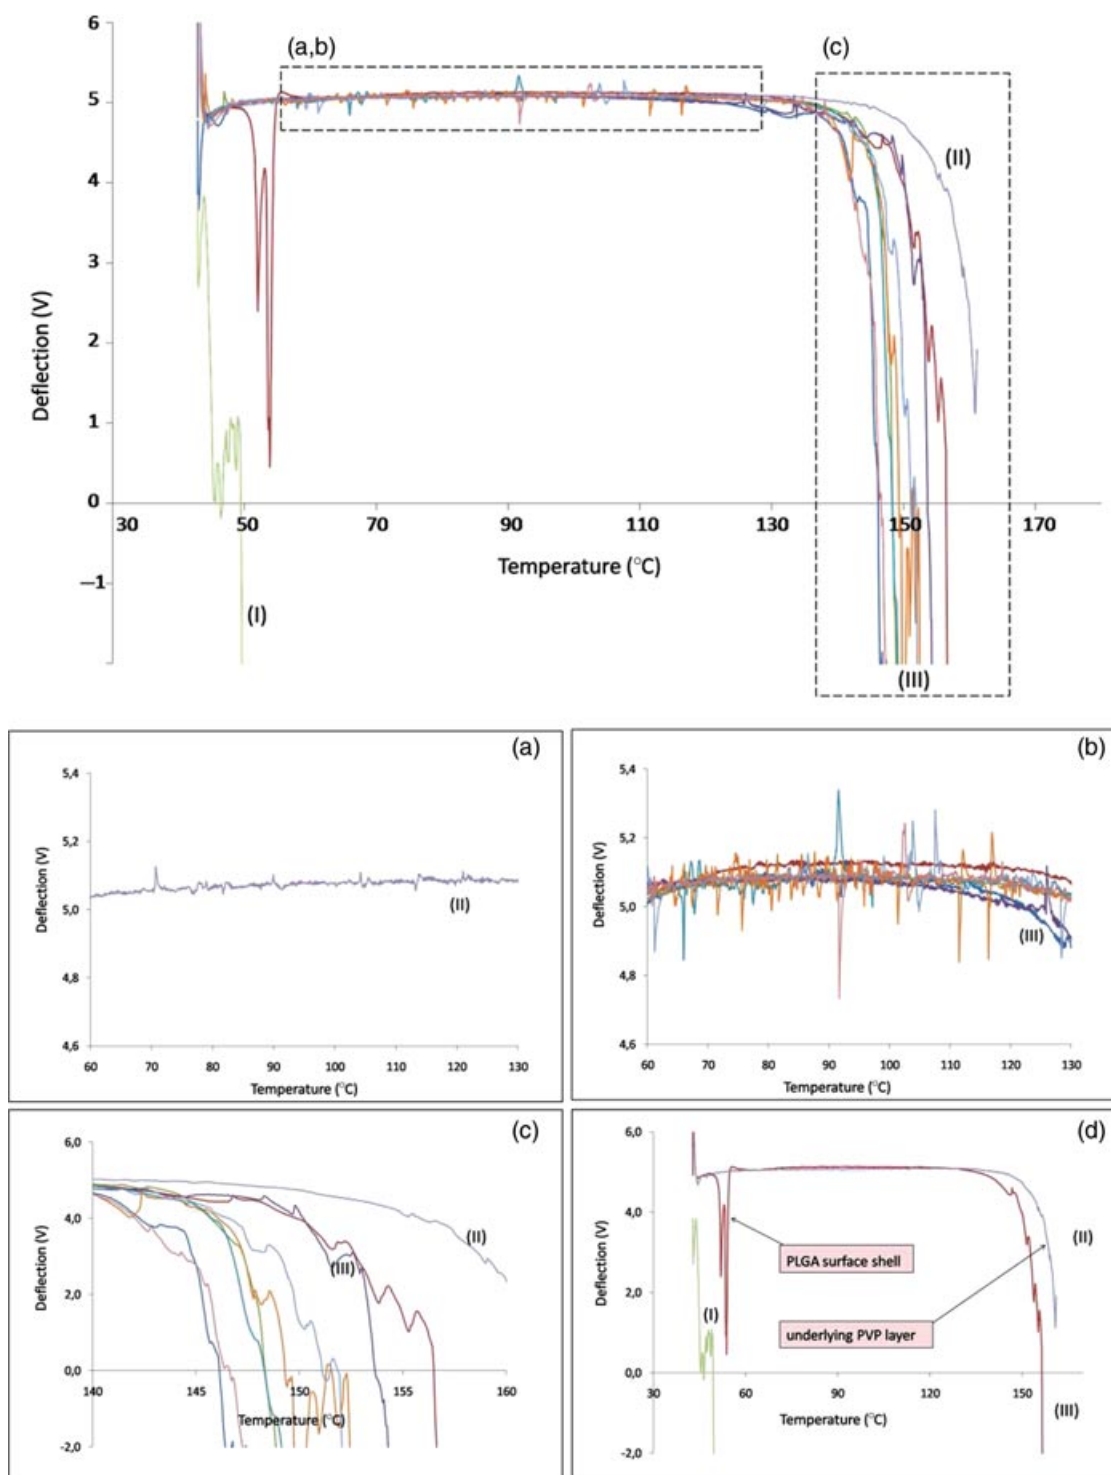 6
(a,b)
(c)
5
4
(II)
3
Deflection (V)
2
1
0
30
50
70
90
110
130
150
170
Temperature (°C)
–1
(I)
(III)
(a)
5,4
5,2
5,0
4,8
4,6
Deflection (V)
(II)
60
70
80
90
100
110
120
130
Temperature (°C)
(b)
5,4
5,2
5,0
4,8
4,6
Deflection (V)
(III)
60
70
80
90
100
110
120
130
Temperature (°C)
(c)
6,0
4,0
2,0
0,0
-2,0
Deflection (V)
(II)
(III)
140
145
150
155
160
Temperature (°C)
(d)
6,0
4,0
2,0
0,0
-2,0
Deflection (V)
PLGA surface shell
(II)
(I)
underlying PVP layer
30
60
90
120
150
Temperature (°C)
(III)